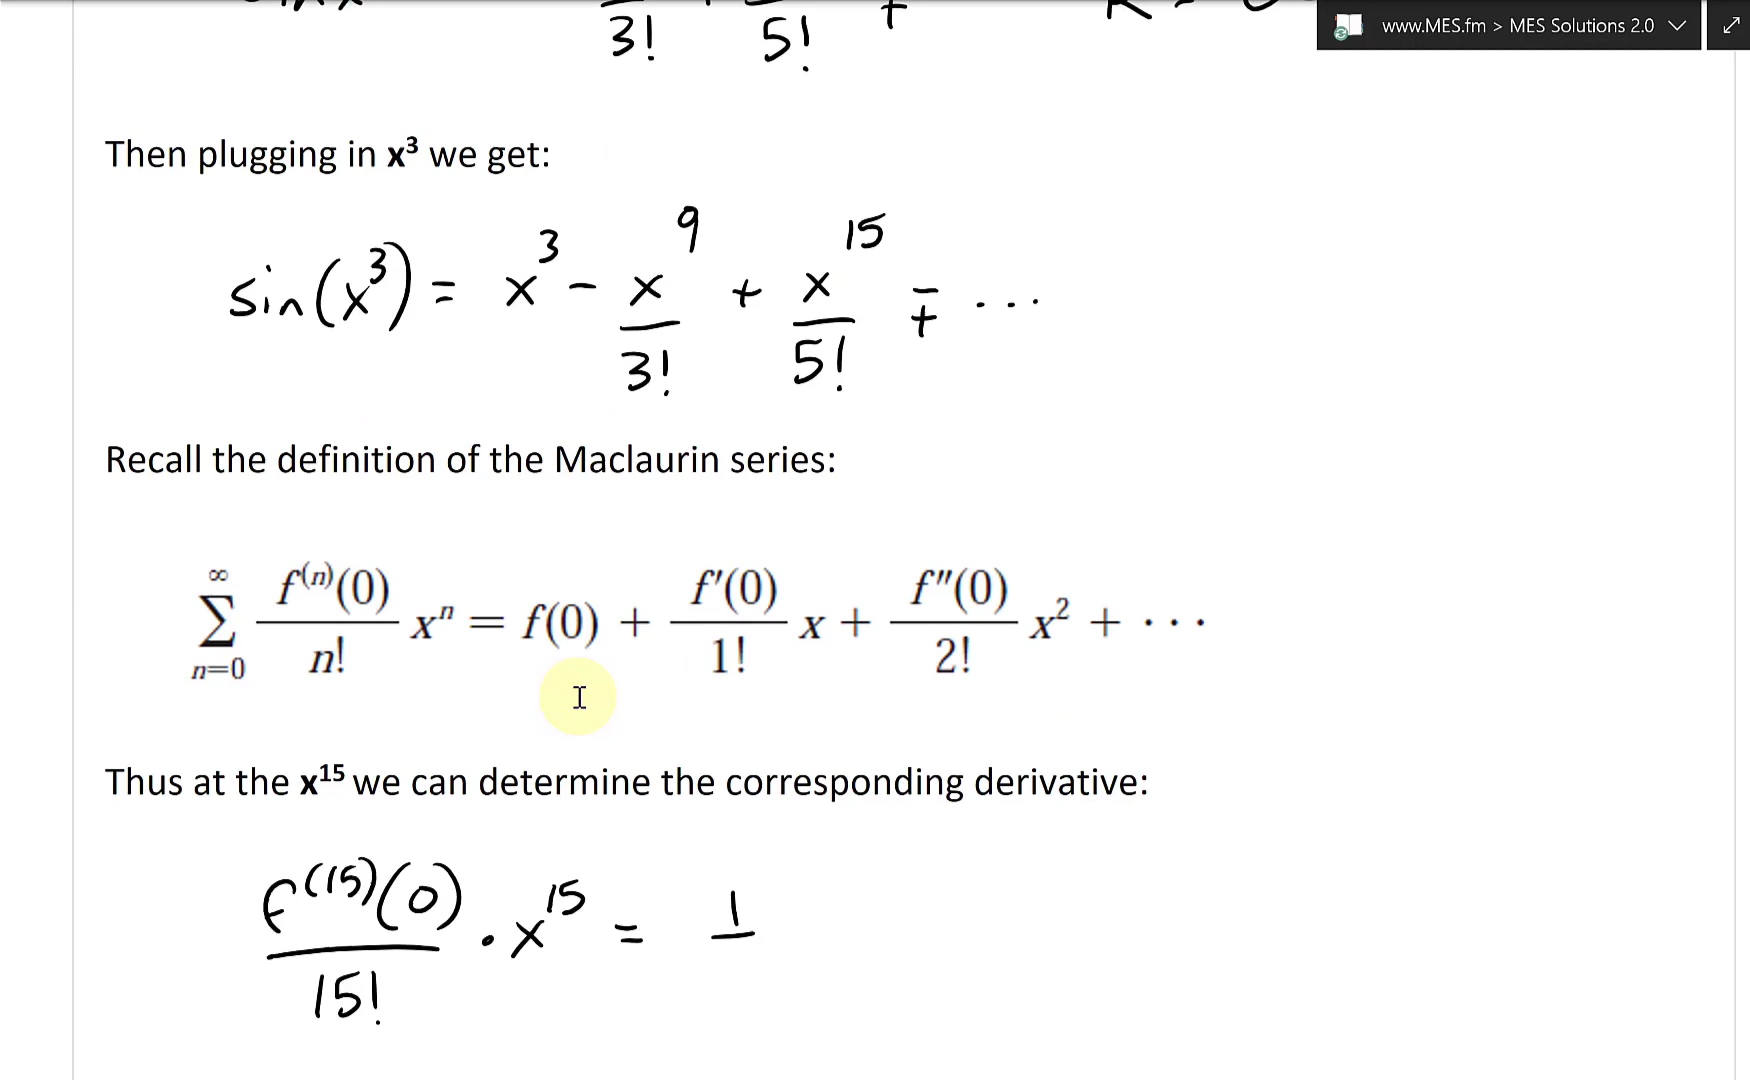 3! 5! +
www.MES.fm > MES Solutions 2.0
Then plugging in x³ we get:
sin(x³) = x³ - x⁹/3! + x¹⁵/5! ∓ ...
Recall the definition of the Maclaurin series:
∞∑n=0 f⁽ⁿ⁾(0)/n! xⁿ = f(0) + f′(0)/1! x + f″(0)/2! x² + ···
Thus at the x¹⁵ we can determine the corresponding derivative:
f⁽¹⁵⁾(0)/15! · x¹⁵ = 1